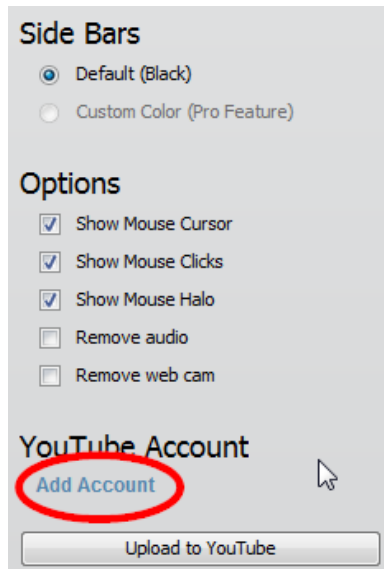 Side Bars
Default (Black)
Custom Color (Pro Feature)
Options
Show Mouse Cursor
Show Mouse Clicks
Show Mouse Halo
Remove audio
Remove web cam
YouTube Account
Add Account
Upload to YouTube